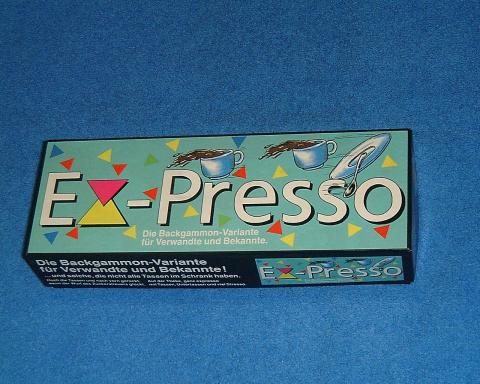 Ex-Presso
Die Backgammon-Variante
für Verwandte und Bekannte.
Die Backgammon-Variante
für Verwandte und Bekannte!
...und solche, die nicht alle Tassen im Schrank haben.
Ex-Presso